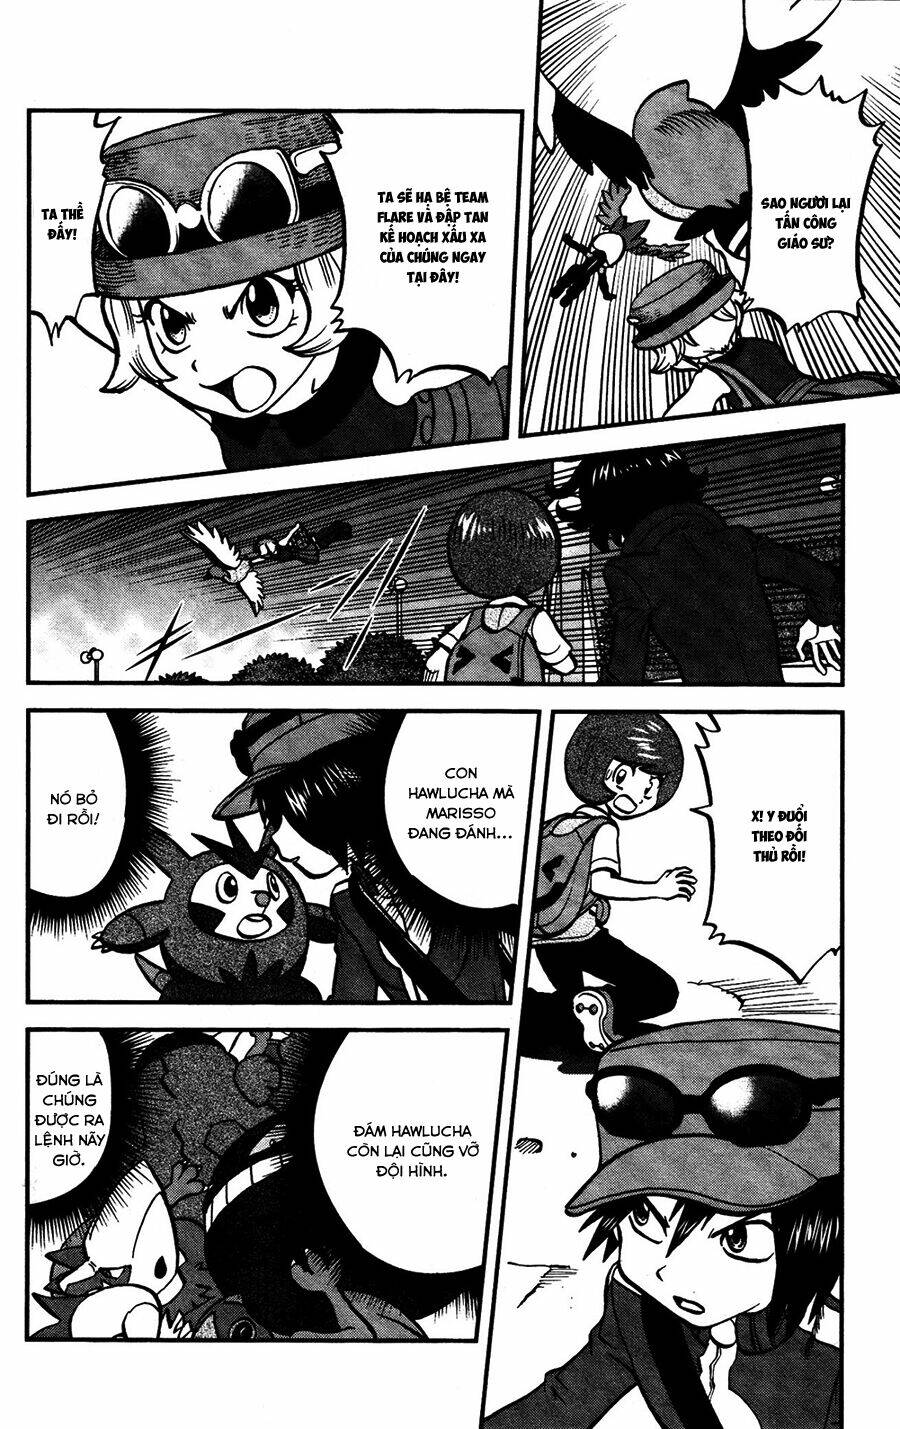 SAO NGƯƠI LẠI
TẤN CÔNG
GIÁO SƯ?
TA SẼ HẠ BỆ TEAM
FLARE VÀ ĐẬP TAN
KẾ HOẠCH XẤU XA
CỦA CHÚNG NGAY
TẠI ĐÂY!
TA THỀ
ĐẤY!
X! Y ĐUỔI
THEO ĐỐI
THỦ RỒI!
CON
HAWLUCHA MÀ
MARISSO
ĐANG ĐÁNH...
NÓ BỎ
ĐI RỒI!
ĐÁM HAWLUCHA
CÒN LẠI CŨNG VỠ
ĐỘI HÌNH.
ĐÚNG LÀ
CHÚNG
ĐƯỢC RA
LỆNH NÃY
GIỜ.